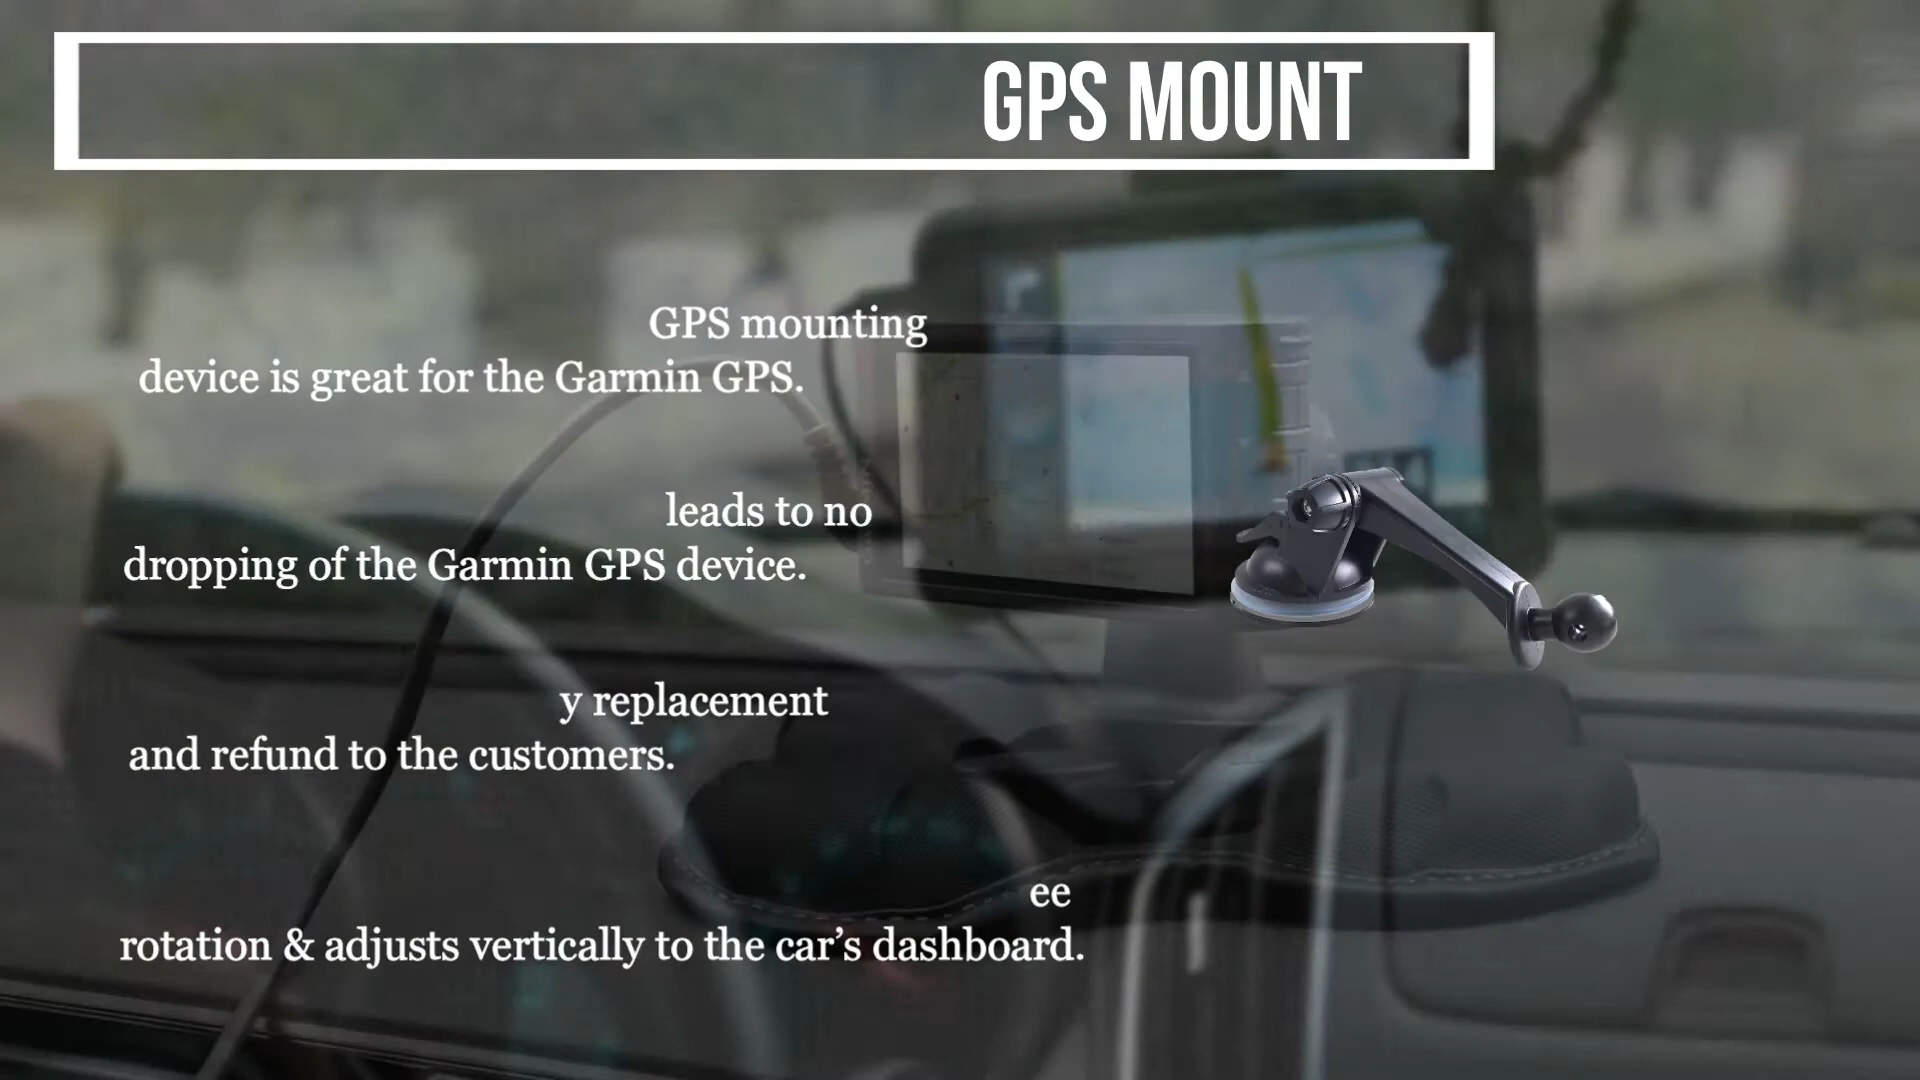 GPS MOUNT
GPS mounting
device is great for the Garmin GPS.
leads to no
dropping of the Garmin GPS device.
y replacement
and refund to the customers.
ee
rotation & adjusts vertically to the car’s dashboard.